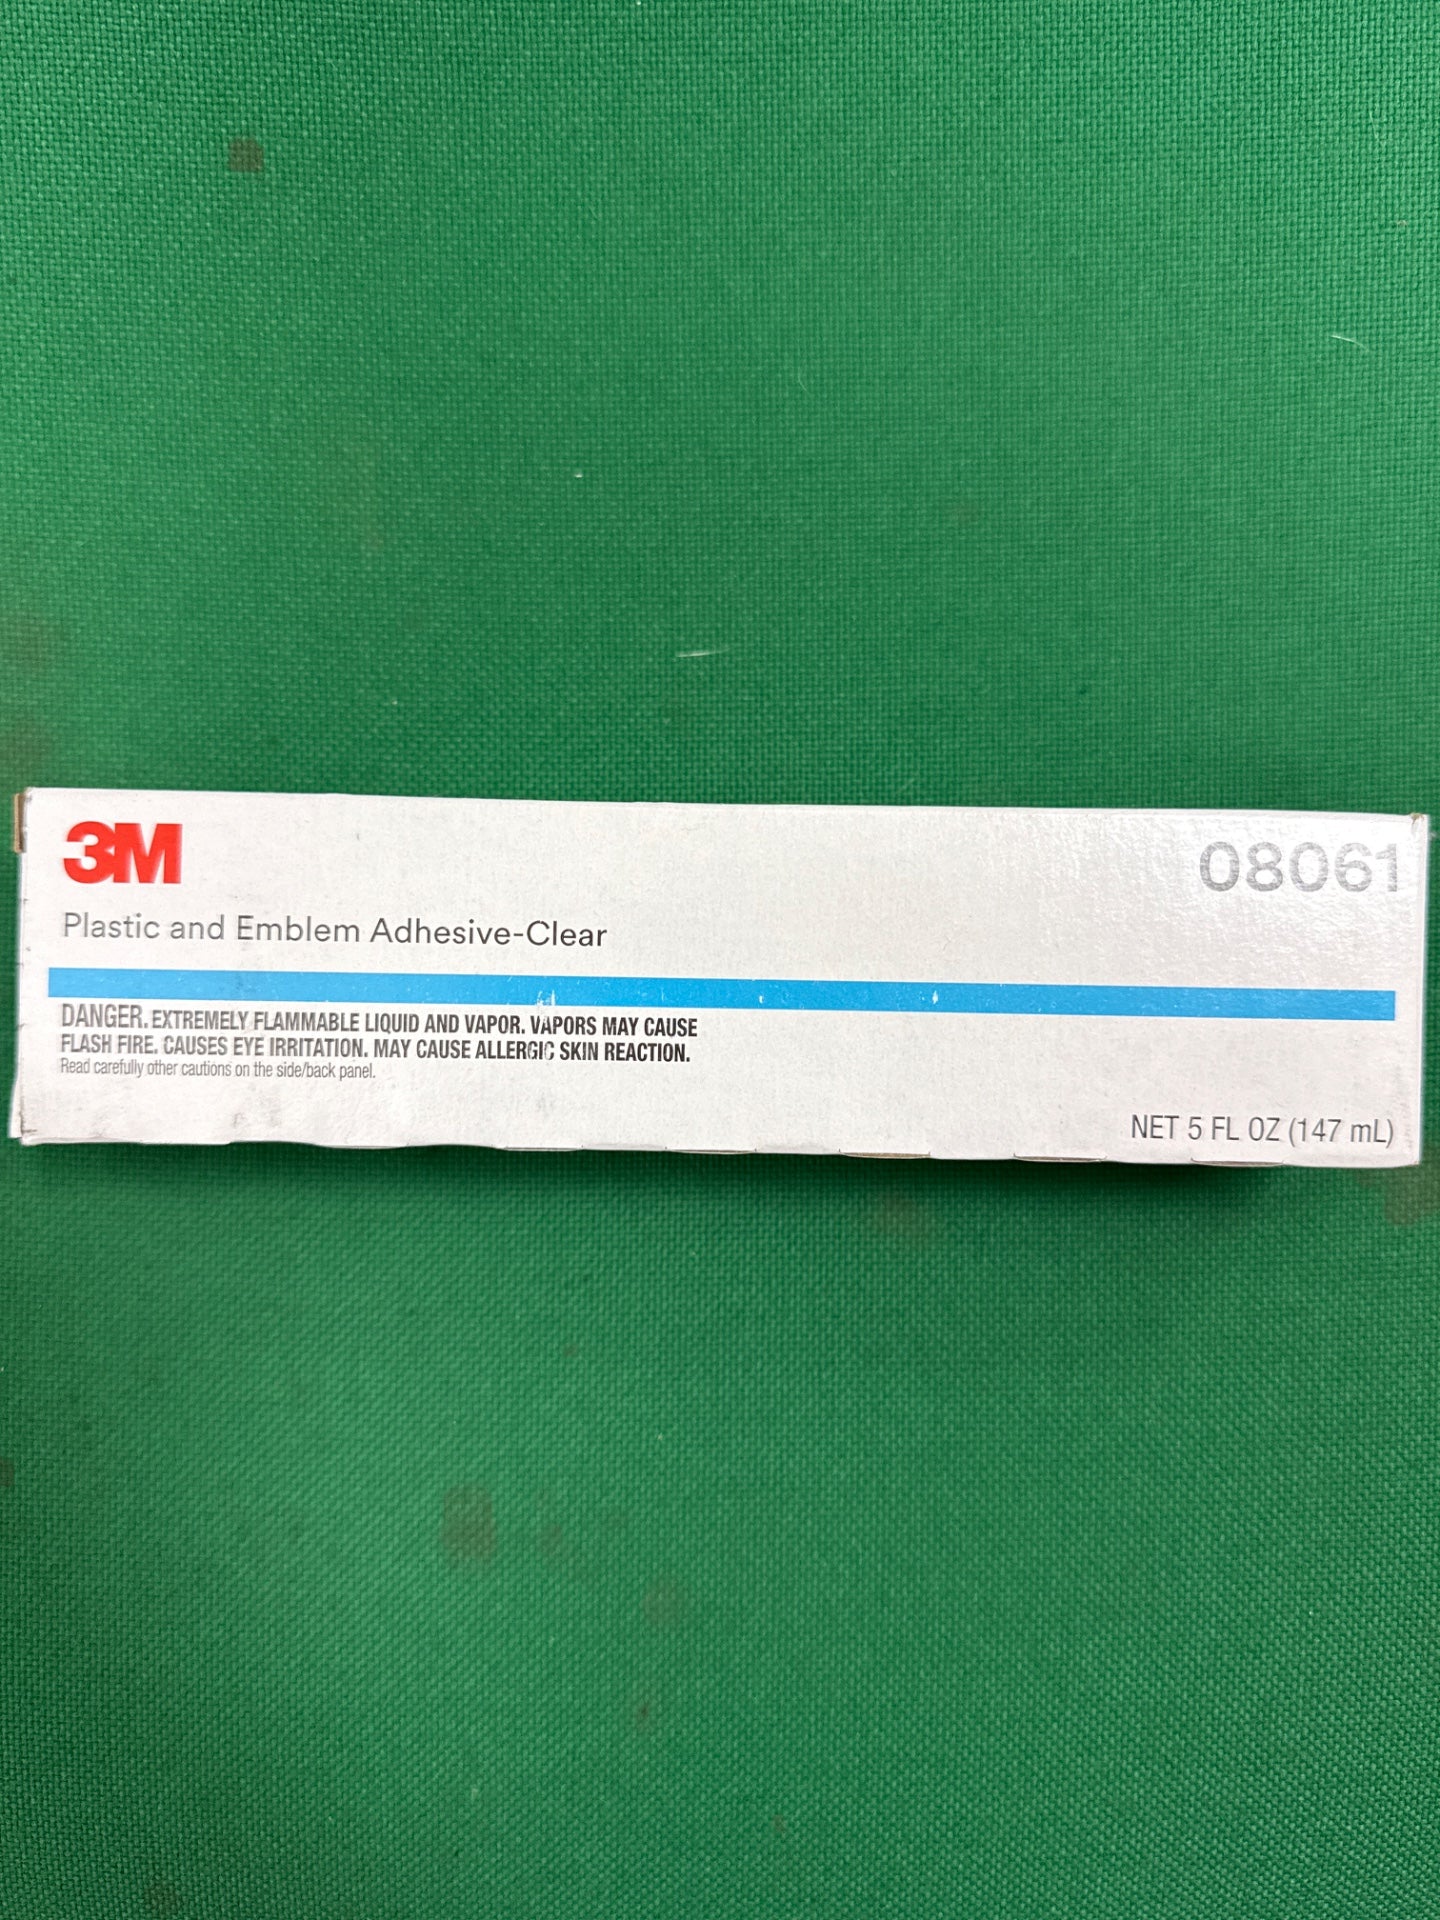 3M
08061
Plastic and Emblem Adhesive-Clear
DANGER. EXTREMELY FLAMMABLE LIQUID AND VAPOR. VAPORS MAY CAUSE
FLASH FIRE. CAUSES EYE IRRITATION. MAY CAUSE ALLERGIC SKIN REACTION.
Read carefully other cautions on the side/back panel.
NET 5 FL OZ (147 mL)